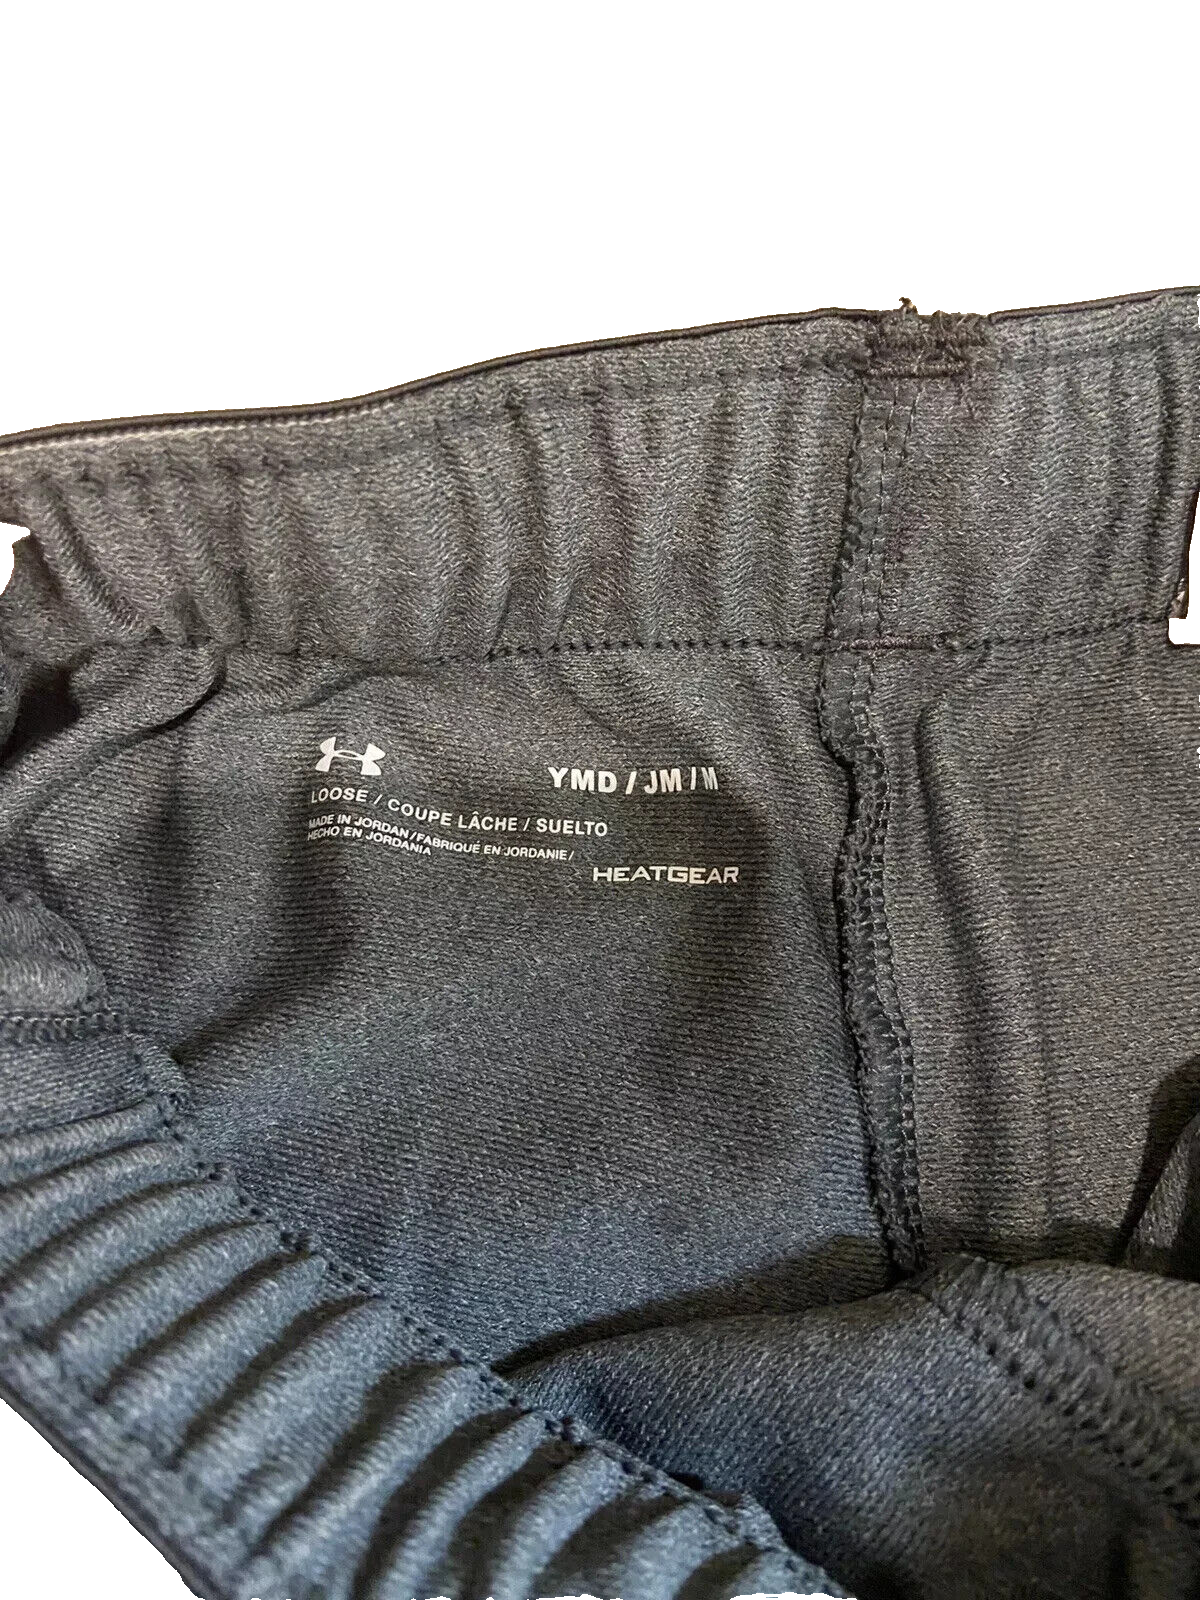 YMD / JM / M
LOOSE / COUPE LÂCHE / SUELTO
MADE IN JORDAN / FABRIQUÉ EN JORDANIE /
HECHO EN JORDANIA
HEATGEAR